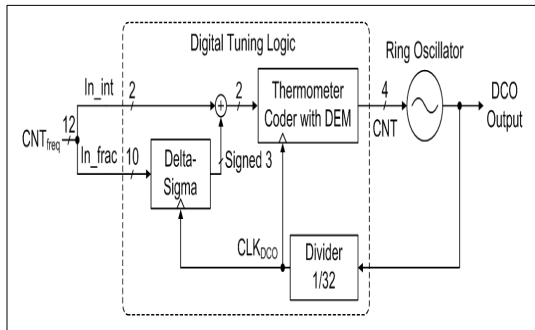 Digital Tuning Logic
Ring Oscillator
In_int
2
2
4
Thermometer
Coder with DEM
CNT
DCO
Output
12
CNTfreq
In_frac
10
Delta-
Sigma
Signed 3
CLKDCO
Divider
1/32